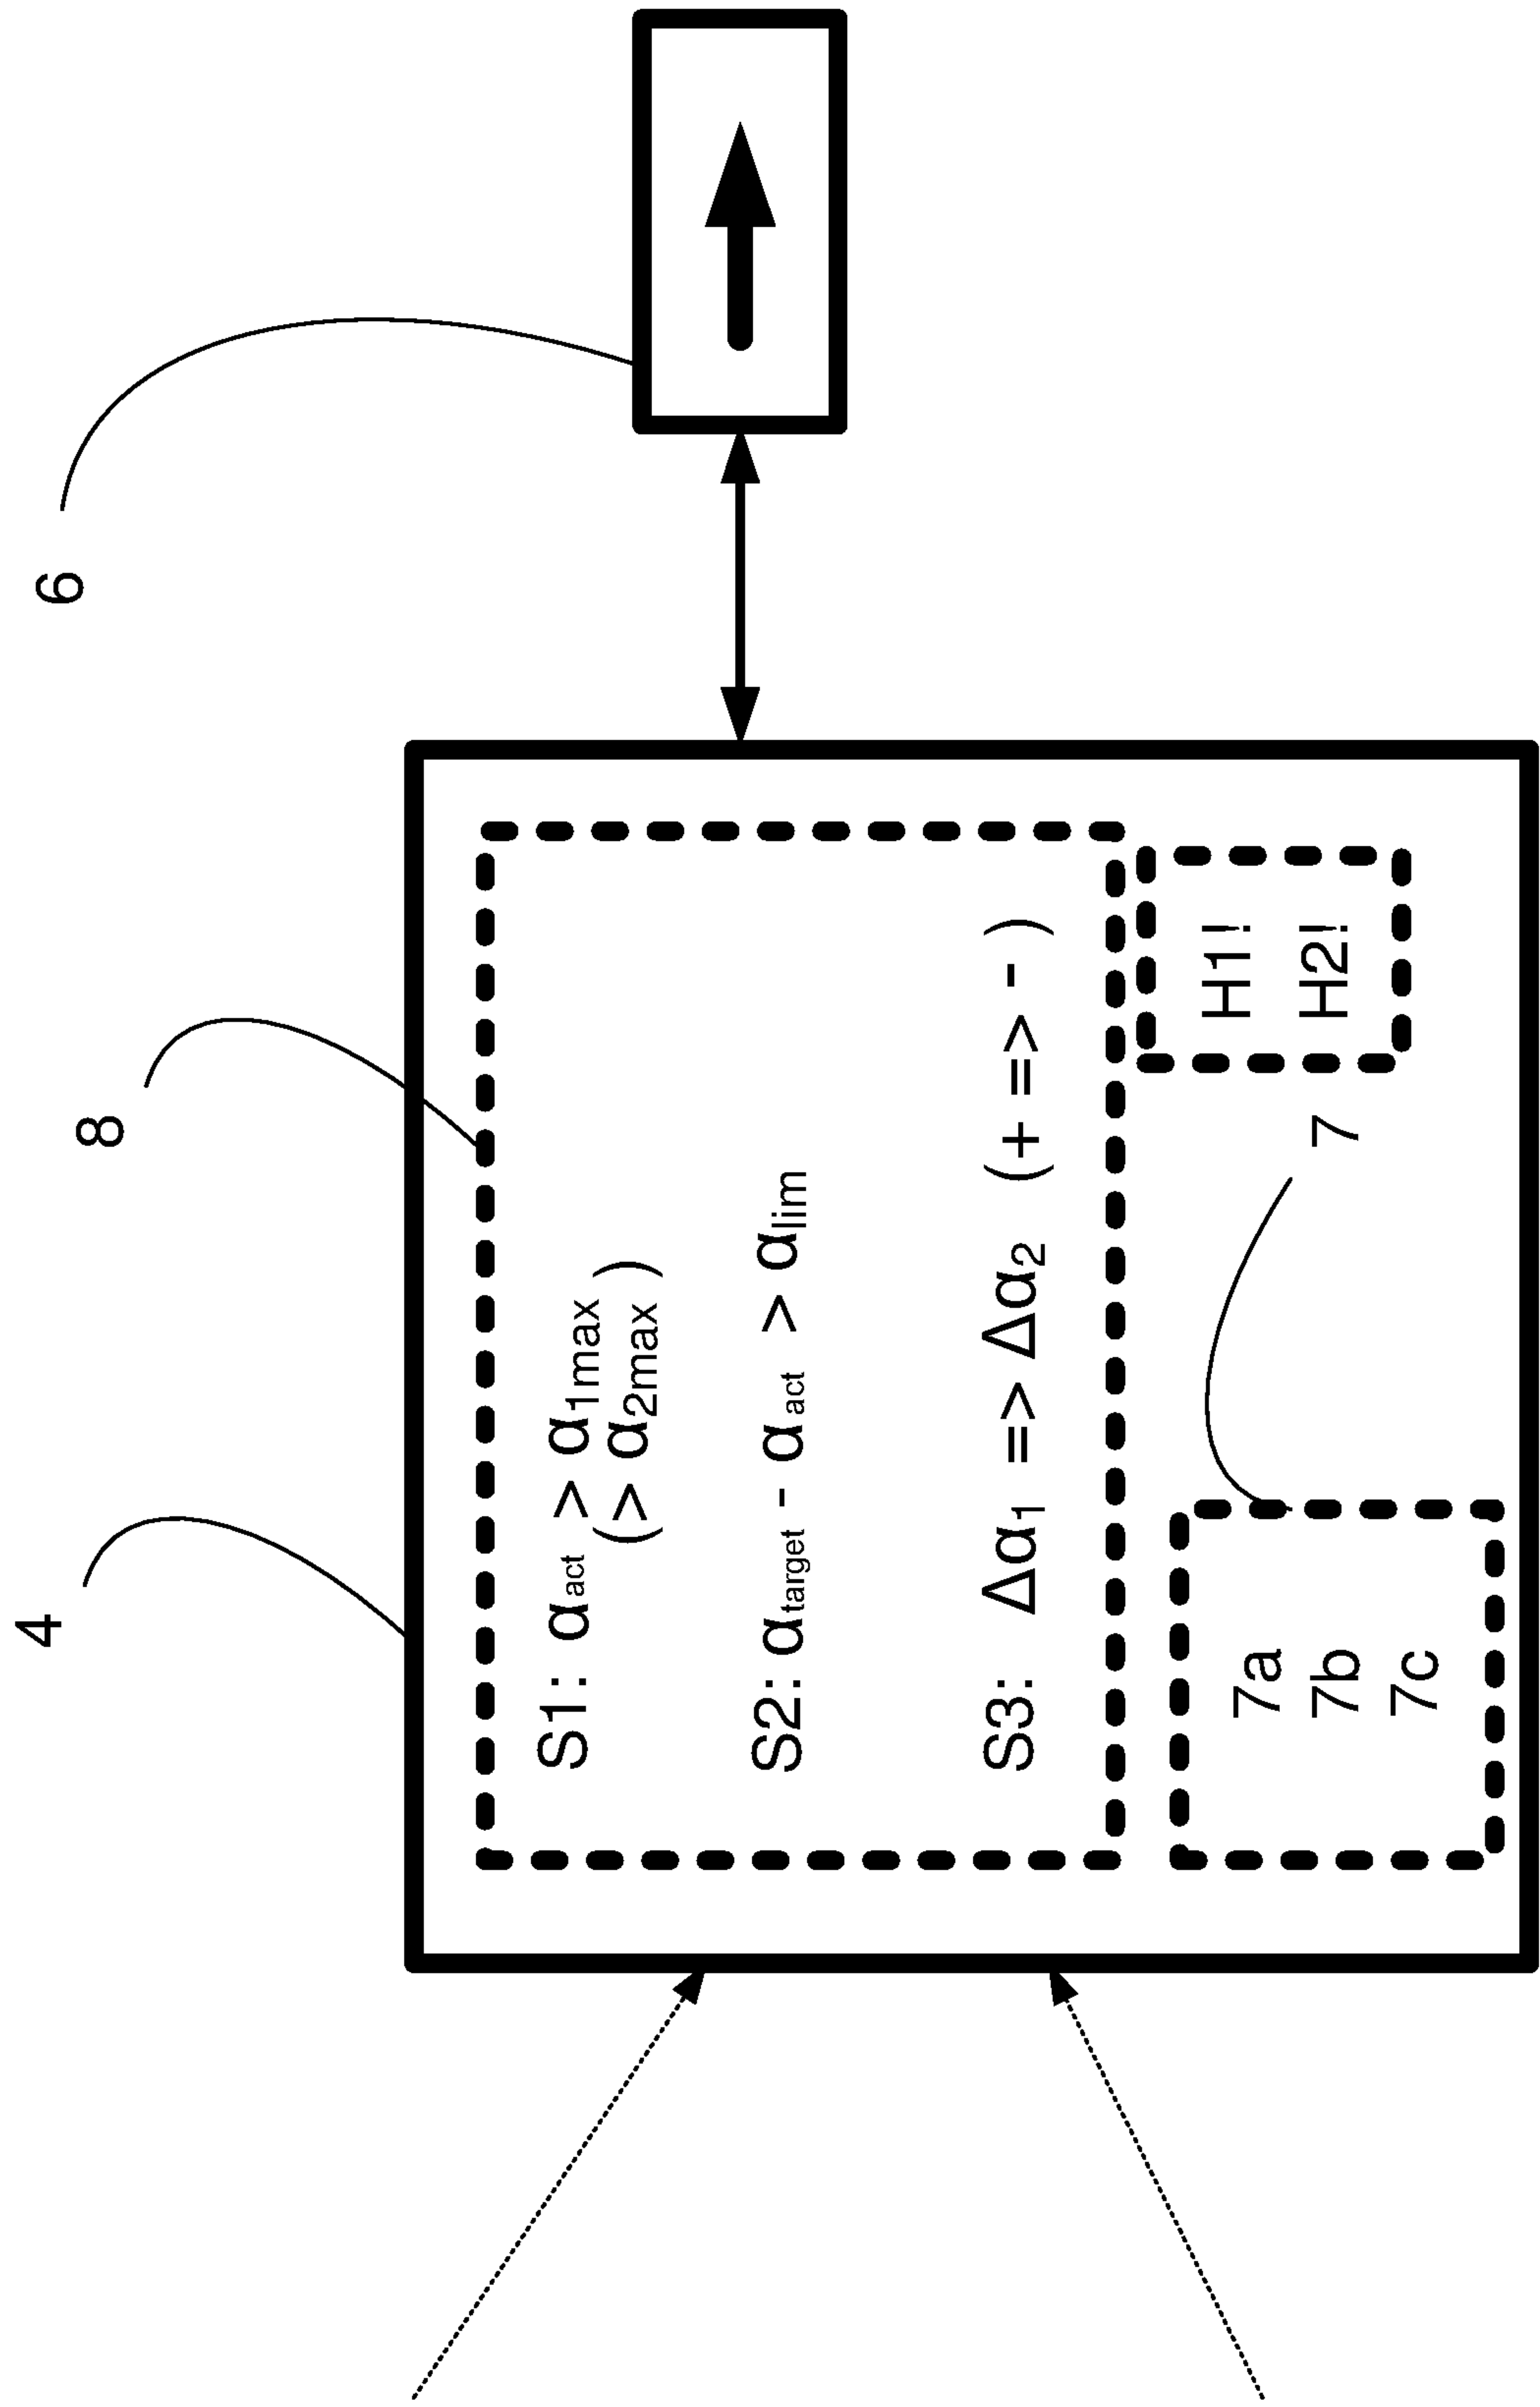 4
8
6
S1: αact > α1max
(> α2max)
S2: αtarget - αact > αlim
S3: Δα1 => Δα2 (+ => - )
7a
7b
7c
7
H1!
H2!